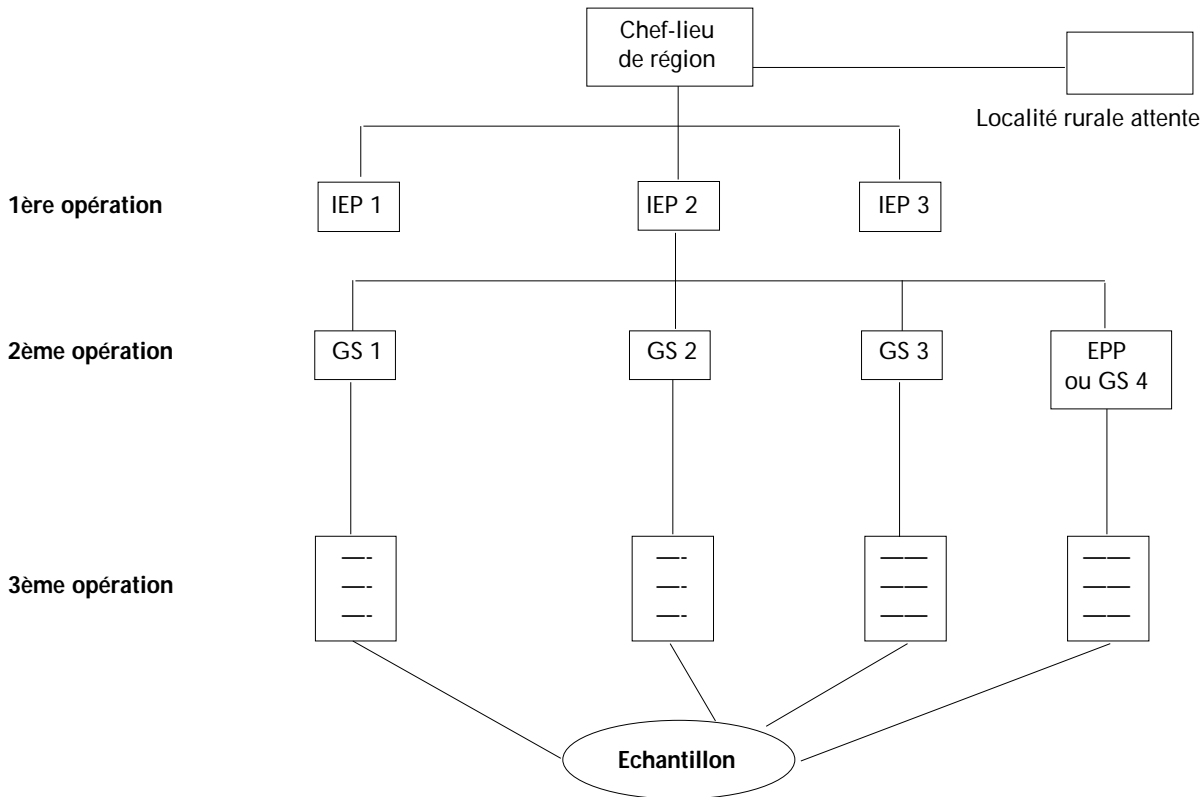 Chef-lieu
de région
Localité rurale attente
1ère opération
IEP 1
IEP 2
IEP 3
2ème opération
GS 1
GS 2
GS 3
EPP
ou GS 4
3ème opération
Echantillon